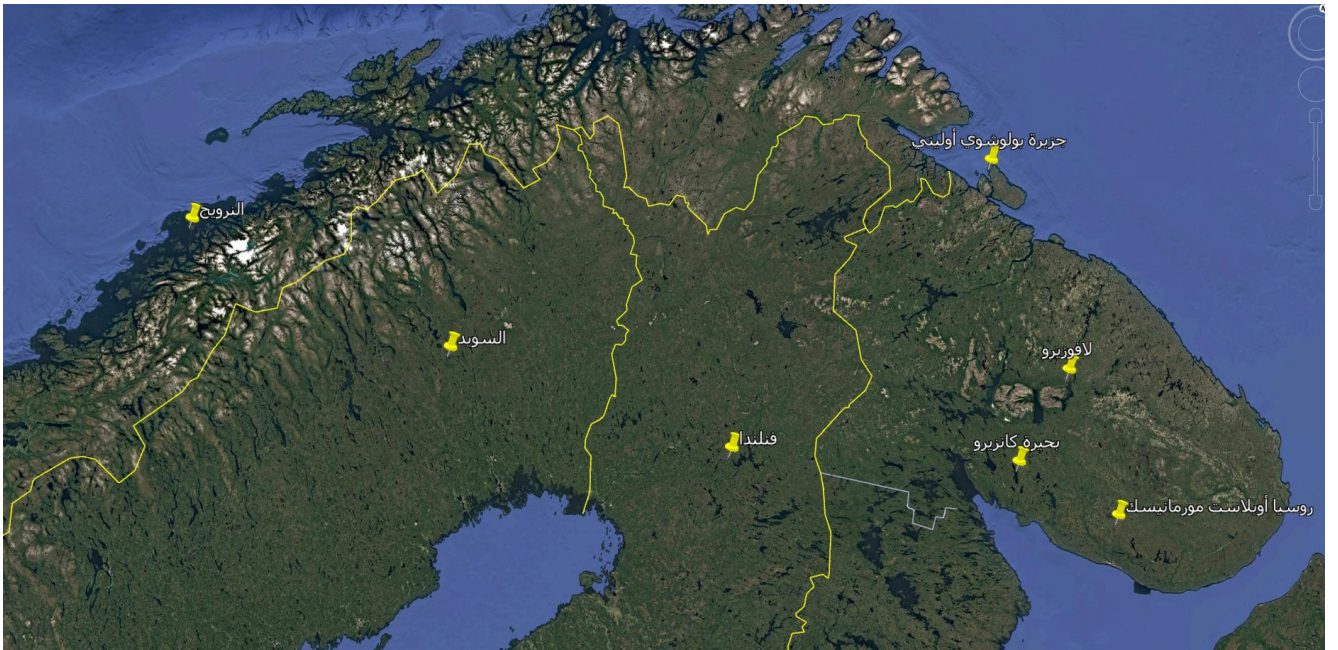 جزيرة بولوشوي أوليني
النرويج
السويد
لافوزيرو
فنلندا
بحيرة كانزيرو
روسيا أوبلاست مورمانيسك